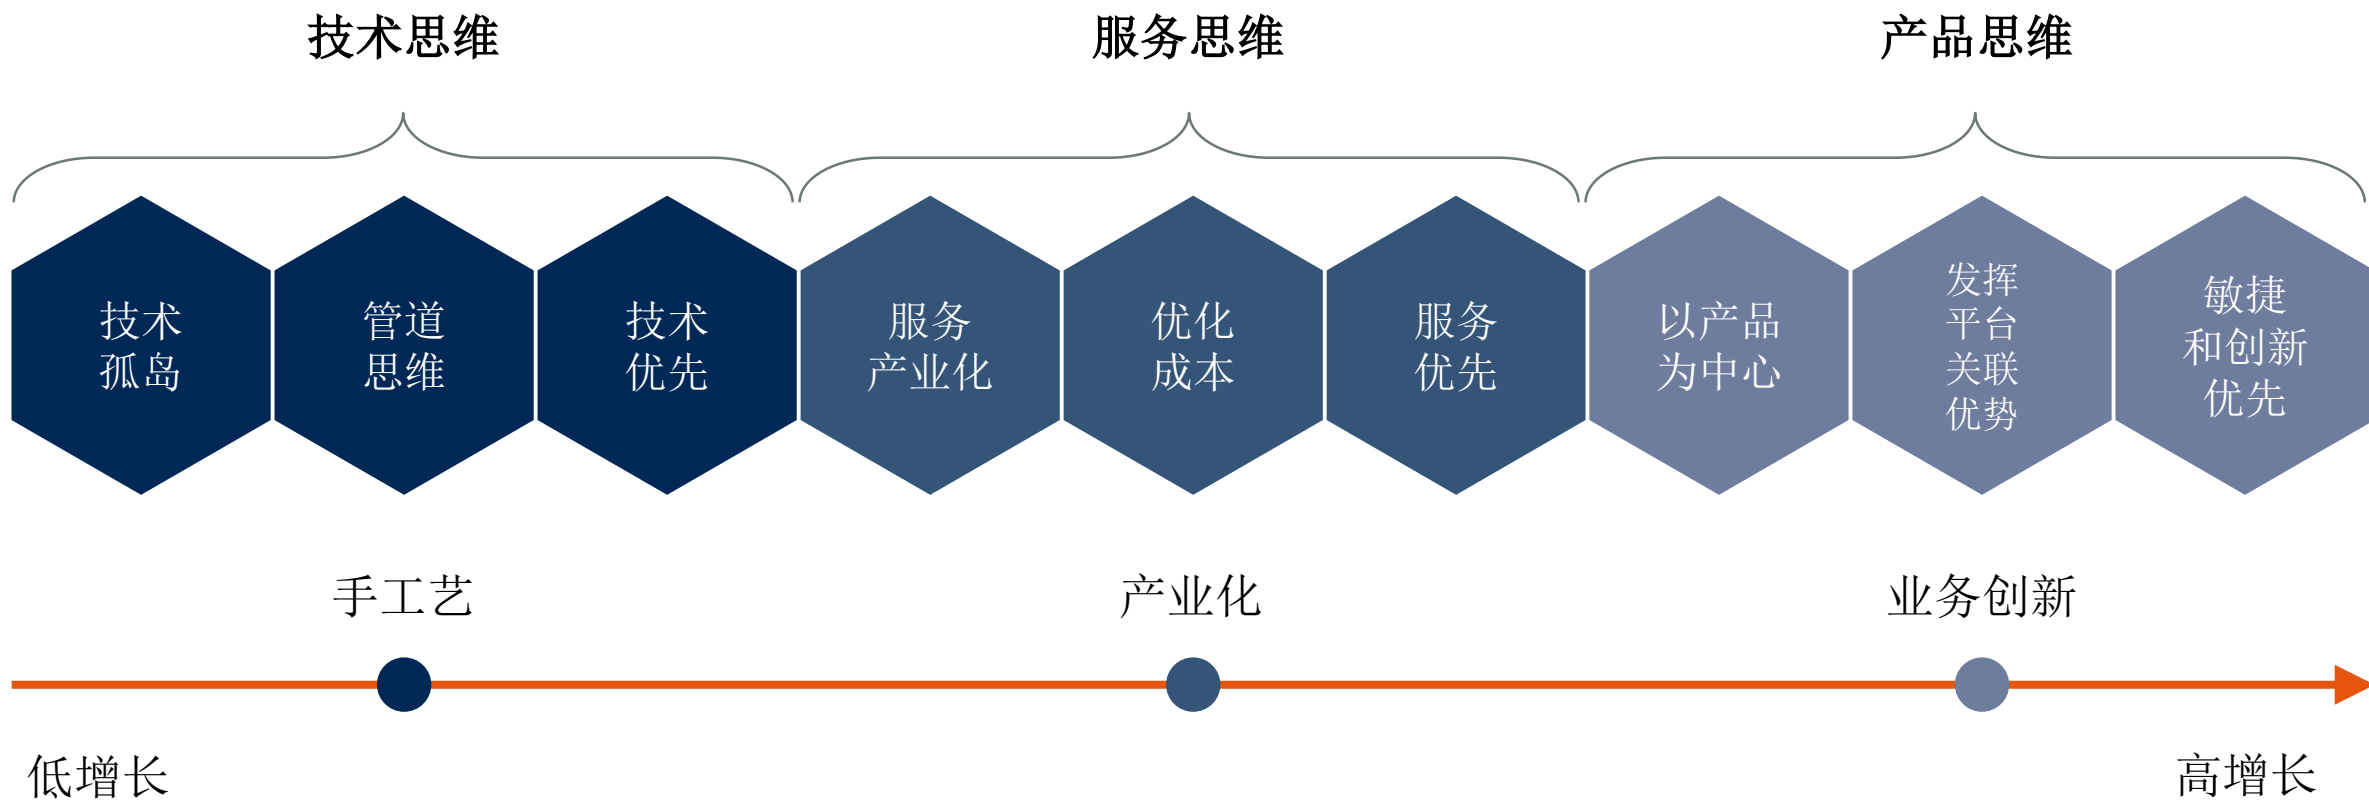 技术思维
服务思维
产品思维
技术
孤岛
管道
思维
技术
优先
服务
产业化
优化
成本
服务
优先
以产品
为中心
发挥
平台
关联
优势
敏捷
和创新
优先
手工艺
产业化
业务创新
低增长
高增长